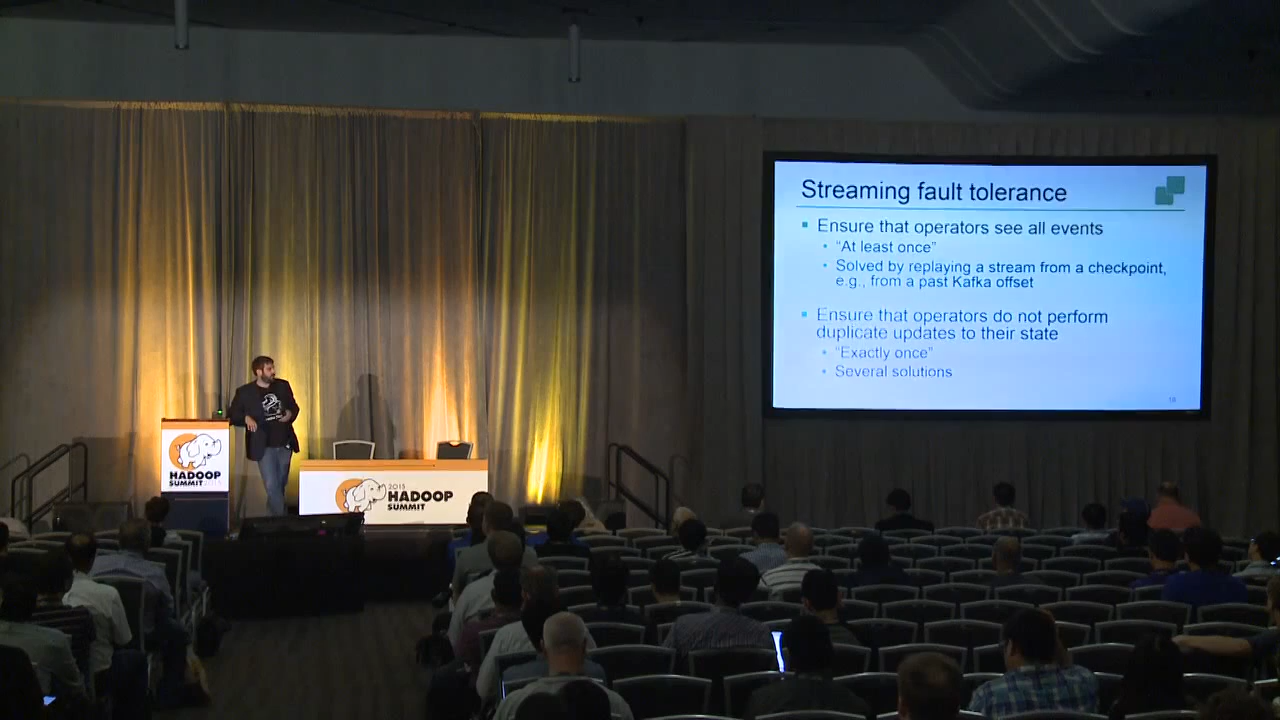 Streaming fault tolerance
Ensure that operators see all events
"At least once"
Solved by replaying a stream from a checkpoint,
e.g., from a past Kafka offset
Ensure that operators do not perform
duplicate updates to their state
"Exactly once"
Several solutions
HADOOP
SUMMIT 2015
2015
HADOOP
SUMMIT